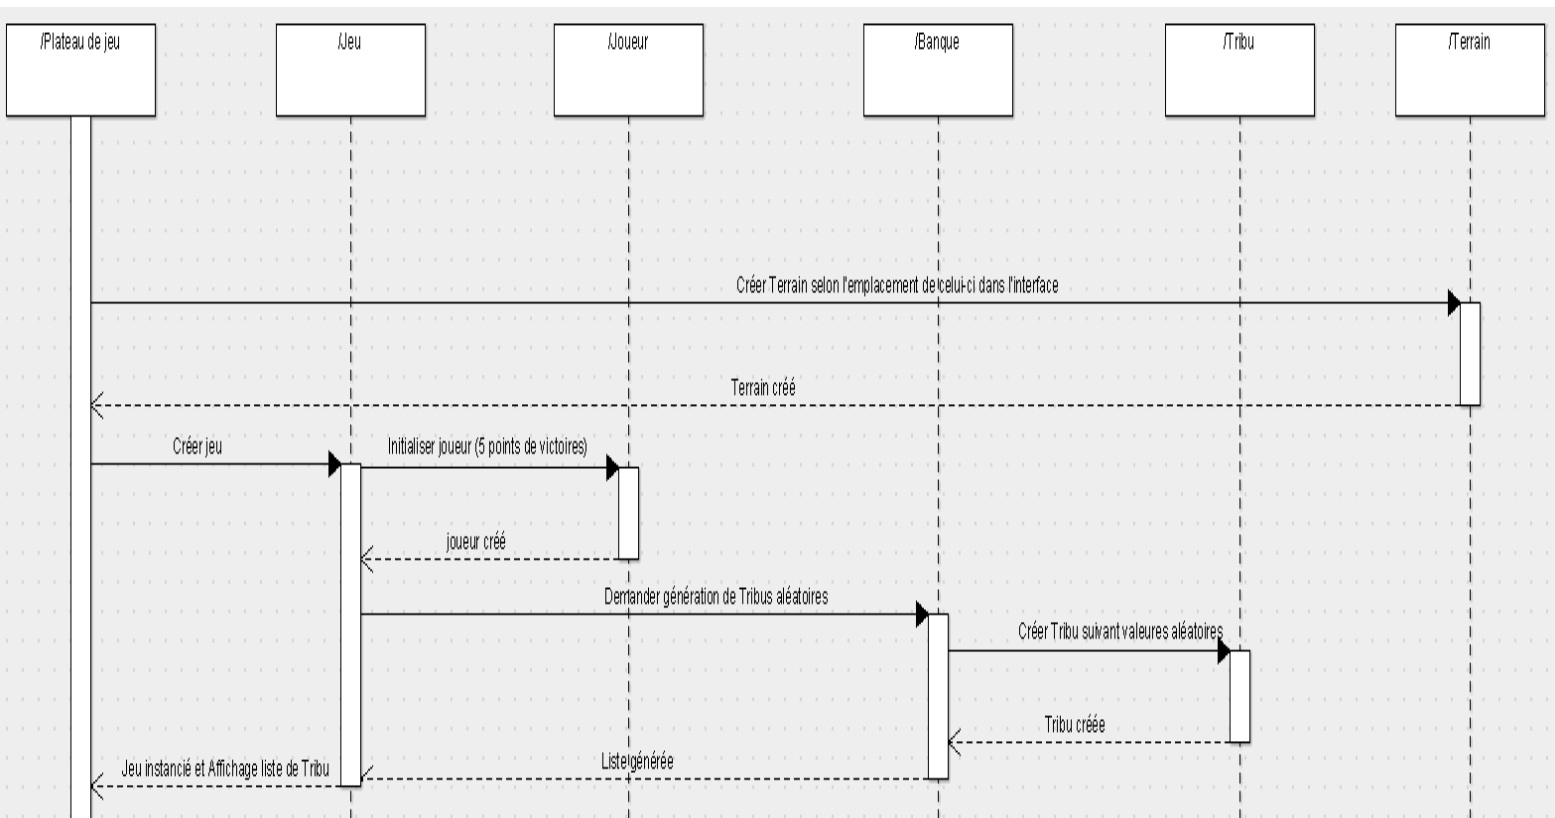 /Plateau de jeu
/Jeu
/Joueur
/Banque
/Tribu
/Terrain
Créer Terrain selon l'emplacement de celui-ci dans l'interface
Terrain créé
Créer jeu
Initialiser joueur (5 points de victoires)
joueur créé
Demander génération de Tribus aléatoires
Créer Tribu suivant valeures aléatoires
Tribu créée
Liste générée
Jeu instancié et Affichage liste de Tribu